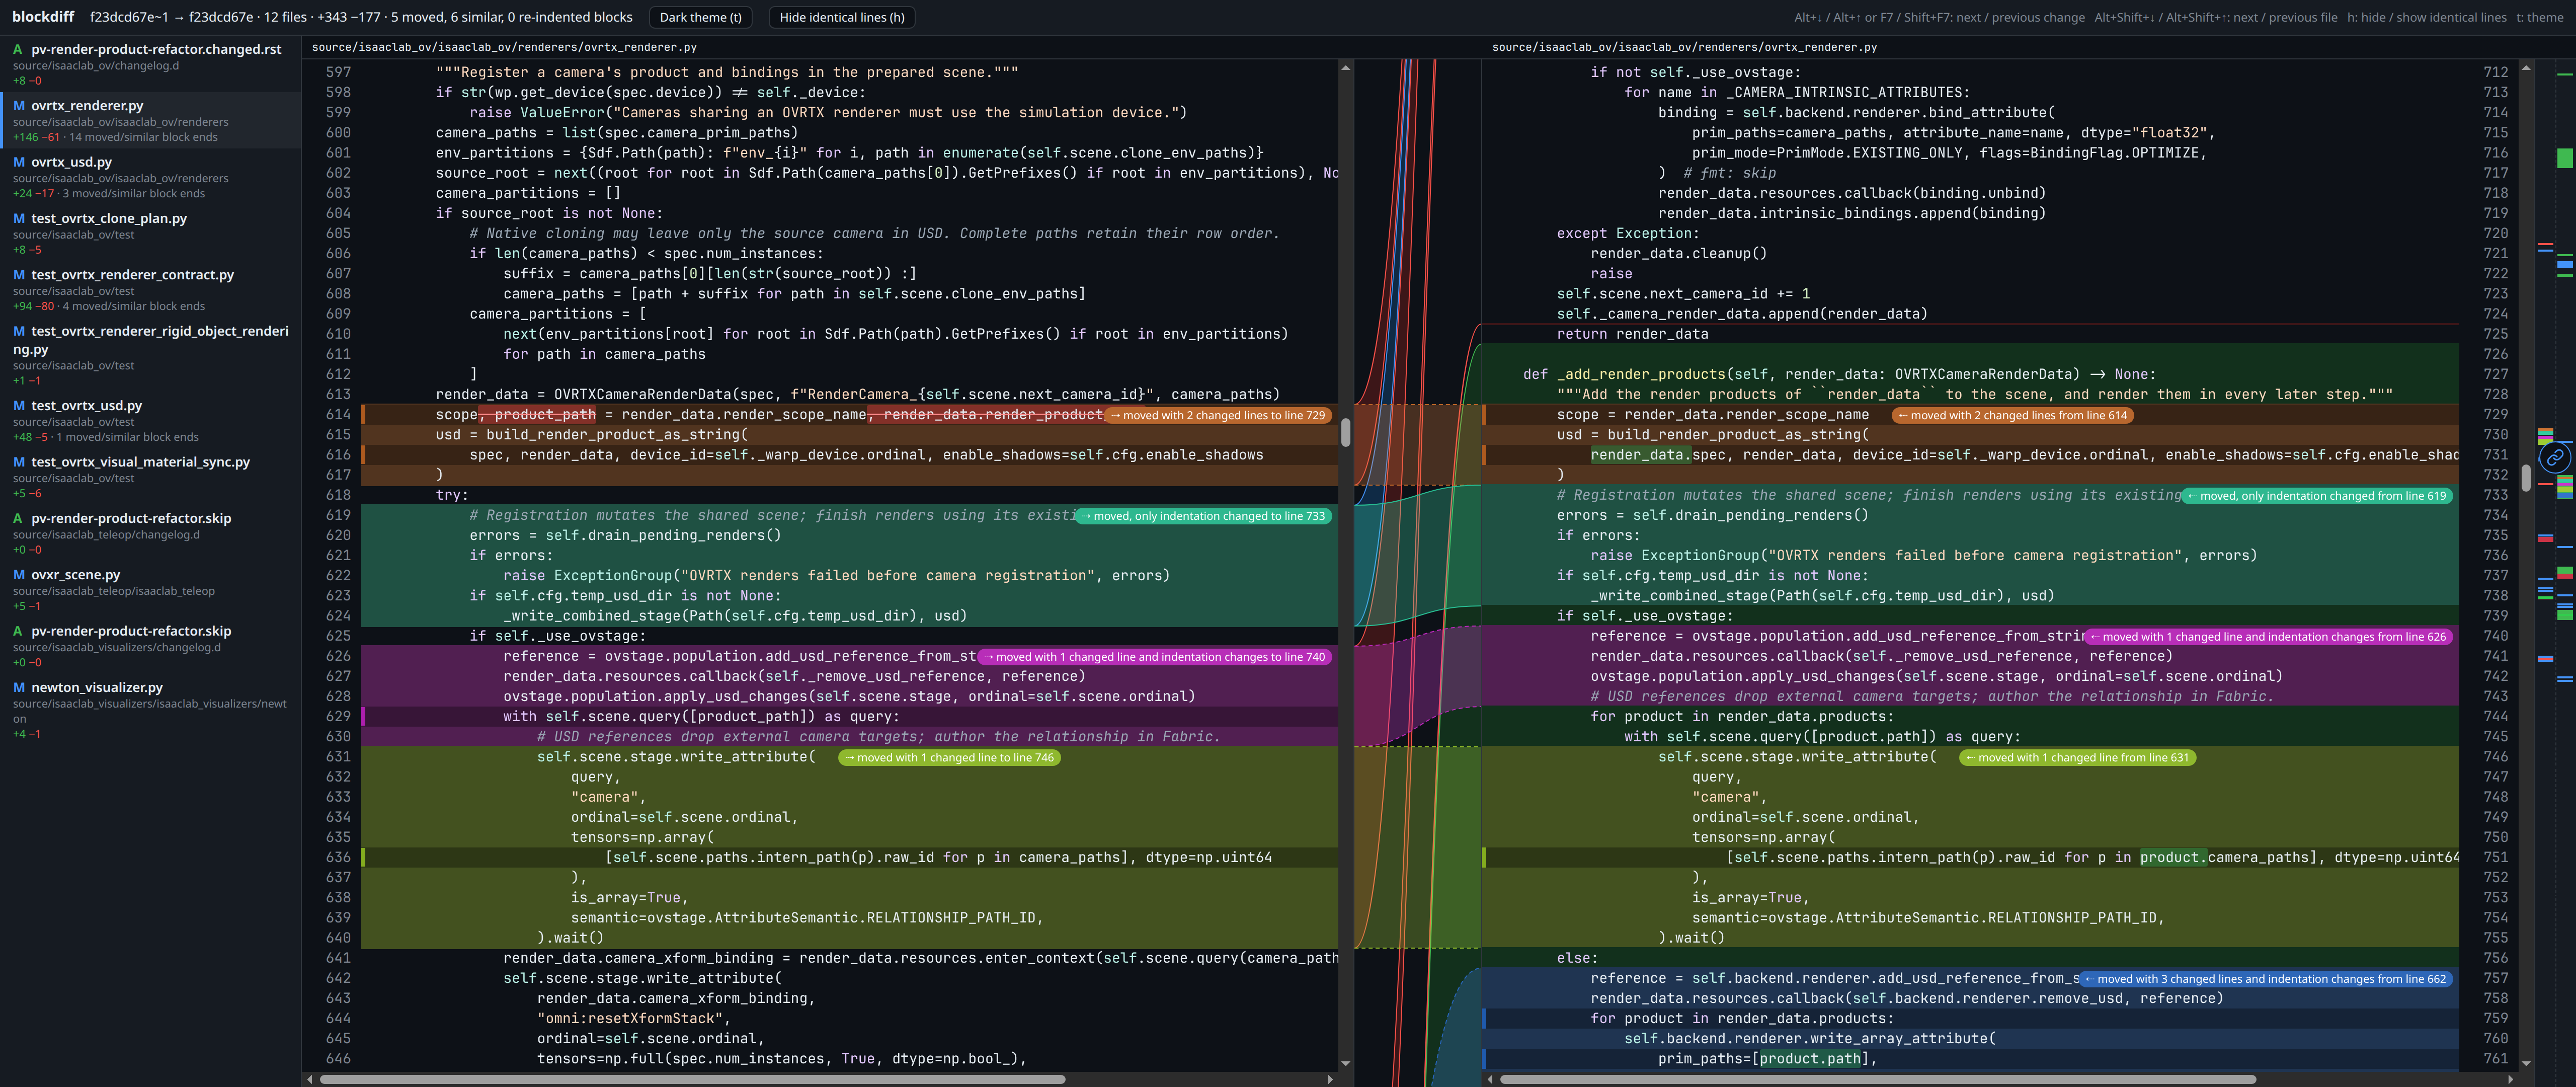 blockdiff f23dcd67e~1 → f23dcd67e · 12 files · +343 −177 · 5 moved, 6 similar, 0 re-indented blocks Dark theme (t) Hide identical lines (h) Alt+↓ / Alt+↑ or F7 / Shift+F7: next / previous change Alt+Shift+↓ / Alt+Shift+↑: next / previous file h: hide / show identical lines t: theme
A pv-render-product-refactor.changed.rst
source/isaaclab_ov/changelog.d
+8 −0
M ovrtx_renderer.py
source/isaaclab_ov/isaaclab_ov/renderers
+146 −61 · 14 moved/similar block ends
M ovrtx_usd.py
source/isaaclab_ov/isaaclab_ov/renderers
+24 −17 · 3 moved/similar block ends
M test_ovrtx_clone_plan.py
source/isaaclab_ov/test
+8 −5
M test_ovrtx_renderer_contract.py
source/isaaclab_ov/test
+94 −80 · 4 moved/similar block ends
M test_ovrtx_renderer_rigid_object_renderi
ng.py
source/isaaclab_ov/test
+1 −1
M test_ovrtx_usd.py
source/isaaclab_ov/test
+48 −5 · 1 moved/similar block ends
M test_ovrtx_visual_material_sync.py
source/isaaclab_ov/test
+5 −6
A pv-render-product-refactor.skip
source/isaaclab_teleop/changelog.d
+0 −0
M ovxr_scene.py
source/isaaclab_teleop/isaaclab_teleop
+5 −1
A pv-render-product-refactor.skip
source/isaaclab_visualizers/changelog.d
+0 −0
M newton_visualizer.py
source/isaaclab_visualizers/isaaclab_visualizers/newt
on
+4 −1
source/isaaclab_ov/isaaclab_ov/renderers/ovrtx_renderer.py
597 """Register a camera's product and bindings in the prepared scene."""
598 if str(wp.get_device(spec.device)) != self._device:
599 raise ValueError("Cameras sharing an OVRTX renderer must use the simulation device.")
600 camera_paths = list(spec.camera_prim_paths)
601 env_partitions = {Sdf.Path(path): f"env_{i}" for i, path in enumerate(self.scene.clone_env_paths)}
602 source_root = next((root for root in Sdf.Path(camera_paths[0]).GetPrefixes() if root in env_partitions), No
603 camera_partitions = []
604 if source_root is not None:
605 # Native cloning may leave only the source camera in USD. Complete paths retain their row order.
606 if len(camera_paths) < spec.num_instances:
607 suffix = camera_paths[0][len(str(source_root)) :]
608 camera_paths = [path + suffix for path in self.scene.clone_env_paths]
609 camera_partitions = [
610 next(env_partitions[root] for root in Sdf.Path(path).GetPrefixes() if root in env_partitions)
611 for path in camera_paths
612 ]
613 render_data = OVRTXCameraRenderData(spec, f"RenderCamera_{self.scene.next_camera_id}", camera_paths)
614 scope, product_path = render_data.render_scope_name, render_data.render_product → moved with 2 changed lines to line 729
615 usd = build_render_product_as_string(
616 spec, render_data, device_id=self._warp_device.ordinal, enable_shadows=self.cfg.enable_shadows
617 )
618 try:
619 # Registration mutates the shared scene; finish renders using its existi → moved, only indentation changed to line 733
620 errors = self.drain_pending_renders()
621 if errors:
622 raise ExceptionGroup("OVRTX renders failed before camera registration", errors)
623 if self.cfg.temp_usd_dir is not None:
624 _write_combined_stage(Path(self.cfg.temp_usd_dir), usd)
625 if self._use_ovstage:
626 reference = ovstage.population.add_usd_reference_from_st → moved with 1 changed line and indentation changes to line 740
627 render_data.resources.callback(self._remove_usd_reference, reference)
628 ovstage.population.apply_usd_changes(self.scene.stage, ordinal=self.scene.ordinal)
629 with self.scene.query([product_path]) as query:
630 # USD references drop external camera targets; author the relationship in Fabric.
631 self.scene.stage.write_attribute( → moved with 1 changed line to line 746
632 query,
633 "camera",
634 ordinal=self.scene.ordinal,
635 tensors=np.array(
636 [self.scene.paths.intern_path(p).raw_id for p in camera_paths], dtype=np.uint64
637 ),
638 is_array=True,
639 semantic=ovstage.AttributeSemantic.RELATIONSHIP_PATH_ID,
640 ).wait()
641 render_data.camera_xform_binding = render_data.resources.enter_context(self.scene.query(camera_path
642 self.scene.stage.write_attribute(
643 render_data.camera_xform_binding,
644 "omni:resetXformStack",
645 ordinal=self.scene.ordinal,
646 tensors=np.full(spec.num_instances, True, dtype=np.bool_),
source/isaaclab_ov/isaaclab_ov/renderers/ovrtx_renderer.py
if not self._use_ovstage: 712
for name in _CAMERA_INTRINSIC_ATTRIBUTES: 713
binding = self.backend.renderer.bind_attribute( 714
prim_paths=camera_paths, attribute_name=name, dtype="float32", 715
prim_mode=PrimMode.EXISTING_ONLY, flags=BindingFlag.OPTIMIZE, 716
) # fmt: skip 717
render_data.resources.callback(binding.unbind) 718
render_data.intrinsic_bindings.append(binding) 719
except Exception: 720
render_data.cleanup() 721
raise 722
self.scene.next_camera_id += 1 723
self._camera_render_data.append(render_data) 724
return render_data 725
726
def _add_render_products(self, render_data: OVRTXCameraRenderData) -> None: 727
"""Add the render products of ``render_data`` to the scene, and render them in every later step.""" 728
scope = render_data.render_scope_name ← moved with 2 changed lines from line 614 729
usd = build_render_product_as_string( 730
render_data.spec, render_data, device_id=self._warp_device.ordinal, enable_shadows=self.cfg.enable_shad 731
) 732
# Registration mutates the shared scene; finish renders using its existing ← moved, only indentation changed from line 619 733
errors = self.drain_pending_renders() 734
if errors: 735
raise ExceptionGroup("OVRTX renders failed before camera registration", errors) 736
if self.cfg.temp_usd_dir is not None: 737
_write_combined_stage(Path(self.cfg.temp_usd_dir), usd) 738
if self._use_ovstage: 739
reference = ovstage.population.add_usd_reference_from_strin ← moved with 1 changed line and indentation changes from line 626 740
render_data.resources.callback(self._remove_usd_reference, reference) 741
ovstage.population.apply_usd_changes(self.scene.stage, ordinal=self.scene.ordinal) 742
# USD references drop external camera targets; author the relationship in Fabric. 743
for product in render_data.products: 744
with self.scene.query([product.path]) as query: 745
self.scene.stage.write_attribute( ← moved with 1 changed line from line 631 746
query, 747
"camera", 748
ordinal=self.scene.ordinal, 749
tensors=np.array( 750
[self.scene.paths.intern_path(p).raw_id for p in product.camera_paths], dtype=np.uint64 751
), 752
is_array=True, 753
semantic=ovstage.AttributeSemantic.RELATIONSHIP_PATH_ID, 754
).wait() 755
else: 756
reference = self.backend.renderer.add_usd_reference_from_s ← moved with 3 changed lines and indentation changes from line 662 757
render_data.resources.callback(self.backend.renderer.remove_usd, reference) 758
for product in render_data.products: 759
self.backend.renderer.write_array_attribute( 760
prim_paths=[product.path], 761